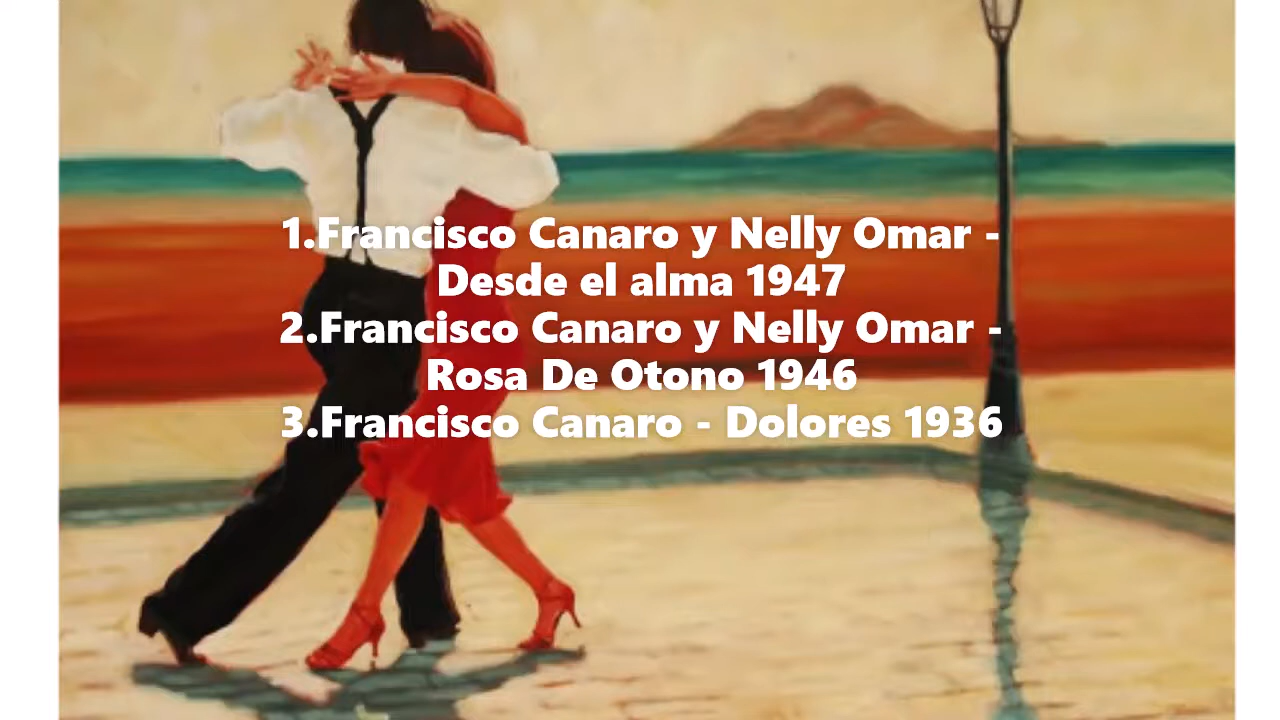 1.Francisco Canaro y Nelly Omar -
Desde el alma 1947
2.Francisco Canaro y Nelly Omar -
Rosa De Otono 1946
3.Francisco Canaro - Dolores 1936